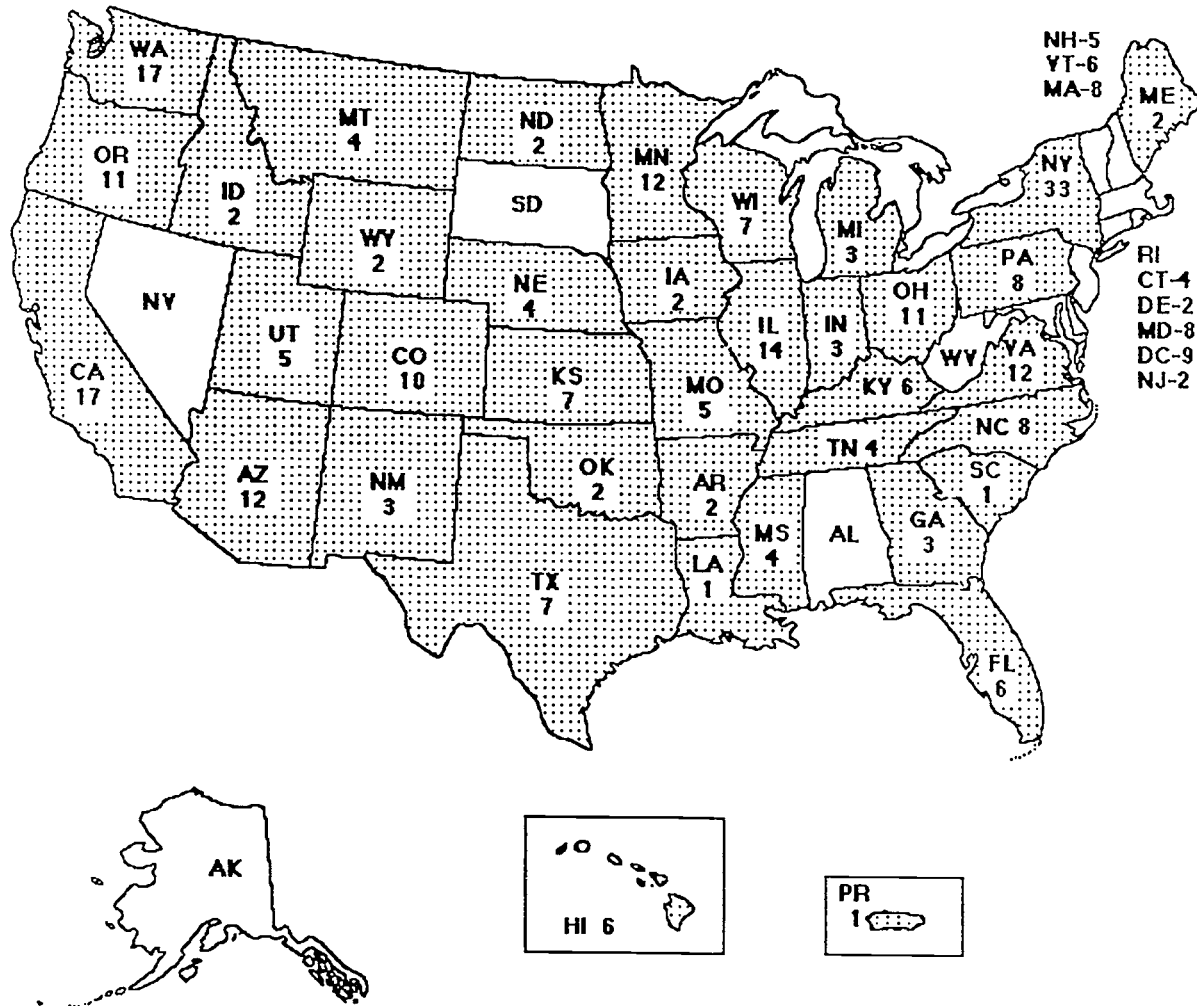 NH-5
VT-6
MA-8
WA
17
MT
4
ND
2
MN
12
ME
2
OR
11
ID
2
SD
WI
7
MI
3
NY
33
WY
2
NE
4
IA
2
PA
8
RI
CT-4
DE-2
MD-8
DC-9
NJ-2
NV
UT
5
CO
10
KS
7
MO
5
IL
14
IN
3
OH
11
WV
VA
12
CA
17
KY 6
NC 8
TN 4
AZ
12
NM
3
OK
2
AR
2
SC
1
MS
4
AL
GA
3
TX
7
LA
1
FL
6
AK
HI 6
PR
1